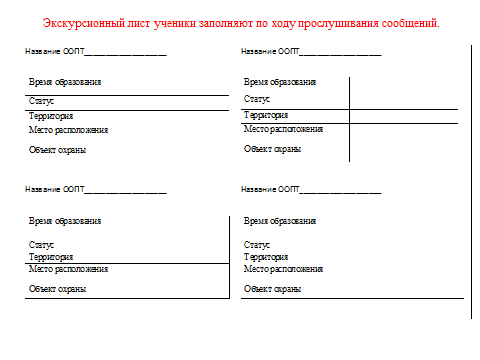 Экскурсионный лист ученики заполняют по ходу прослушивания сообщений.
Название ООПТ___________________
Время образования
Статус
Территория
Место расположения
Объект охраны
Название ООПТ___________________
Время образования
Статус
Территория
Место расположения
Объект охраны
Название ООПТ___________________
Время образования
Статус
Территория
Место расположения
Объект охраны
Название ООПТ___________________
Время образования
Статус
Территория
Место расположения
Объект охраны